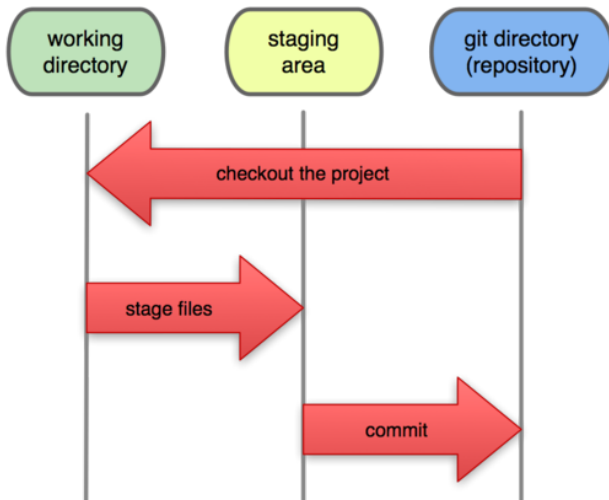 working
directory
staging
area
git directory
(repository)
checkout the project
stage files
commit